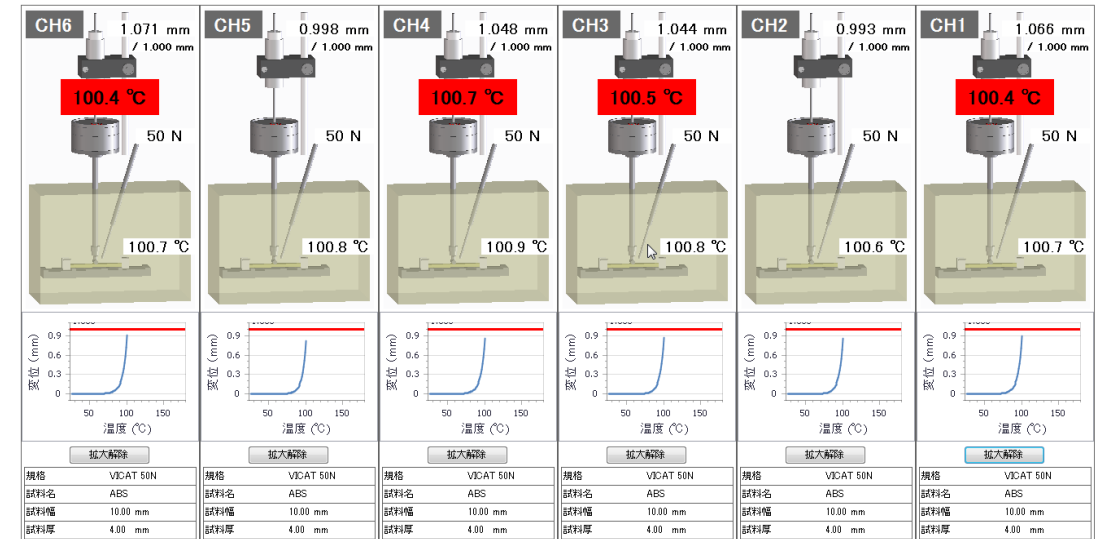 CH6 1.071 mm
/ 1.000 mm
100.4 ℃
50 N
100.7 ℃
変位 (mm)
0.9
0.6
0.3
0
50 100 150
温度 (℃)
拡大解除
規格 VICAT 50N
試料名 ABS
試料幅 10.00 mm
試料厚 4.00 mm
CH5 0.998 mm
/ 1.000 mm
50 N
100.8 ℃
変位 (mm)
0.9
0.6
0.3
0
50 100 150
温度 (℃)
拡大解除
規格 VICAT 50N
試料名 ABS
試料幅 10.00 mm
試料厚 4.00 mm
CH4 1.048 mm
/ 1.000 mm
100.7 ℃
50 N
100.9 ℃
変位 (mm)
0.9
0.6
0.3
0
50 100 150
温度 (℃)
拡大解除
規格 VICAT 50N
試料名 ABS
試料幅 10.00 mm
試料厚 4.00 mm
CH3 1.044 mm
/ 1.000 mm
100.5 ℃
50 N
100.8 ℃
変位 (mm)
0.9
0.6
0.3
0
50 100 150
温度 (℃)
拡大解除
規格 VICAT 50N
試料名 ABS
試料幅 10.00 mm
試料厚 4.00 mm
CH2 0.993 mm
/ 1.000 mm
50 N
100.6 ℃
変位 (mm)
0.9
0.6
0.3
0
50 100 150
温度 (℃)
拡大解除
規格 VICAT 50N
試料名 ABS
試料幅 10.00 mm
試料厚 4.00 mm
CH1 1.066 mm
/ 1.000 mm
100.4 ℃
50 N
100.7 ℃
変位 (mm)
0.9
0.6
0.3
0
50 100 150
温度 (℃)
拡大解除
規格 VICAT 50N
試料名 ABS
試料幅 10.00 mm
試料厚 4.00 mm